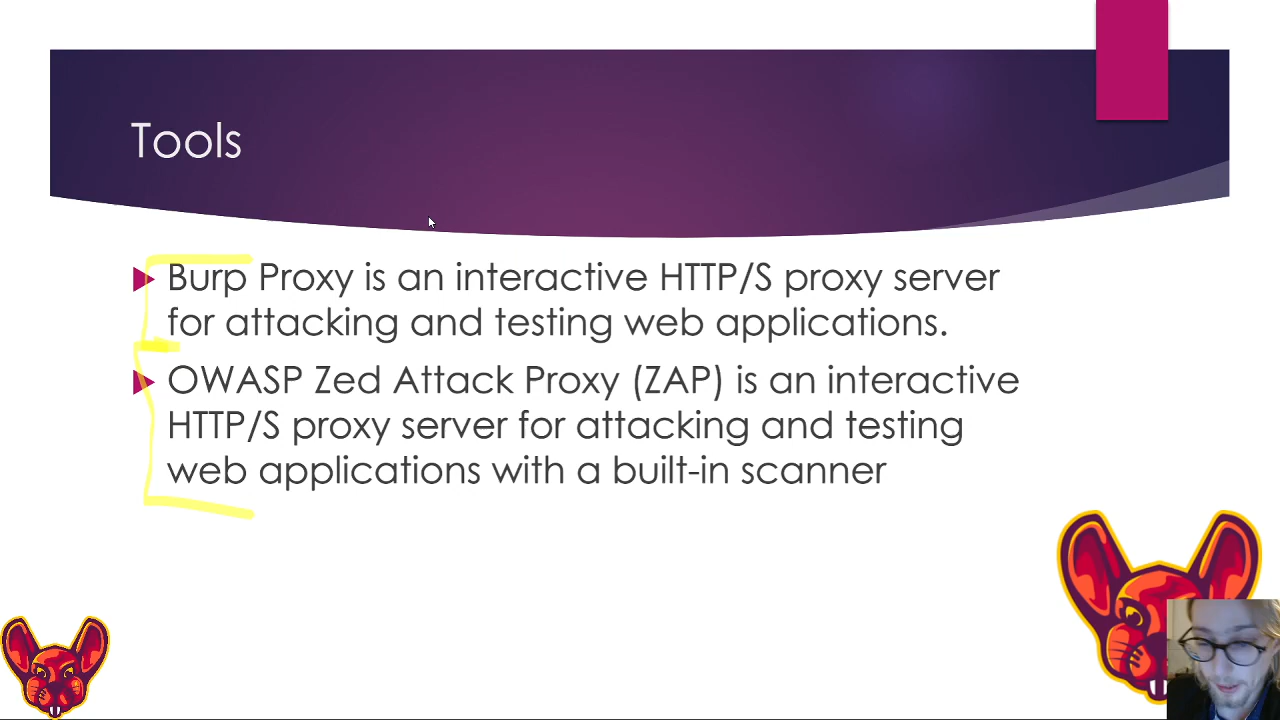 Tools
Burp Proxy is an interactive HTTP/S proxy server
for attacking and testing web applications.
OWASP Zed Attack Proxy (ZAP) is an interactive
HTTP/S proxy server for attacking and testing
web applications with a built-in scanner